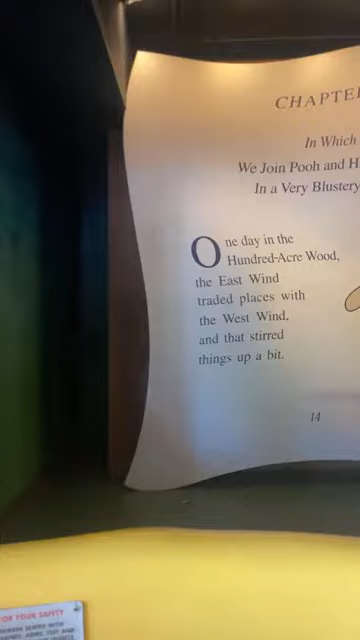 CHAPTER
In Which
We Join Pooh and H
In a Very Blustery
One day in the
Hundred-Acre Wood,
the East Wind
traded places with
the West Wind,
and that stirred
things up a bit.
14
FOR YOUR SAFETY